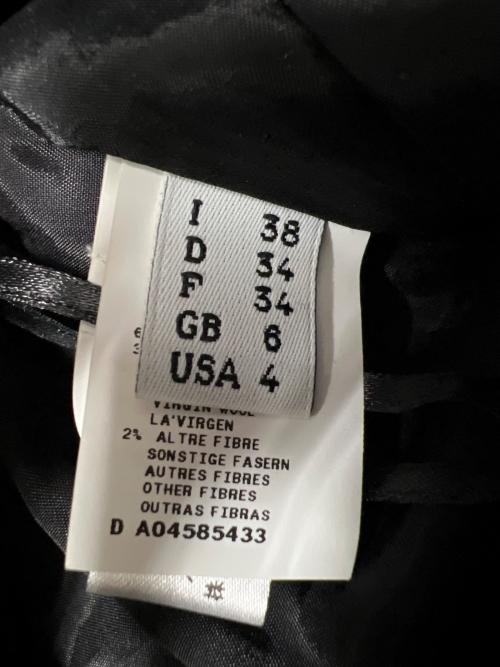 I 38
D 34
F 34
GB 6
USA 4
VIRGIN WOOL
LA'VIRGEN
2% ALTRE FIBRE
SONSTIGE FASERN
AUTRES FIBRES
OTHER FIBRES
OUTRAS FIBRAS
D A04585433